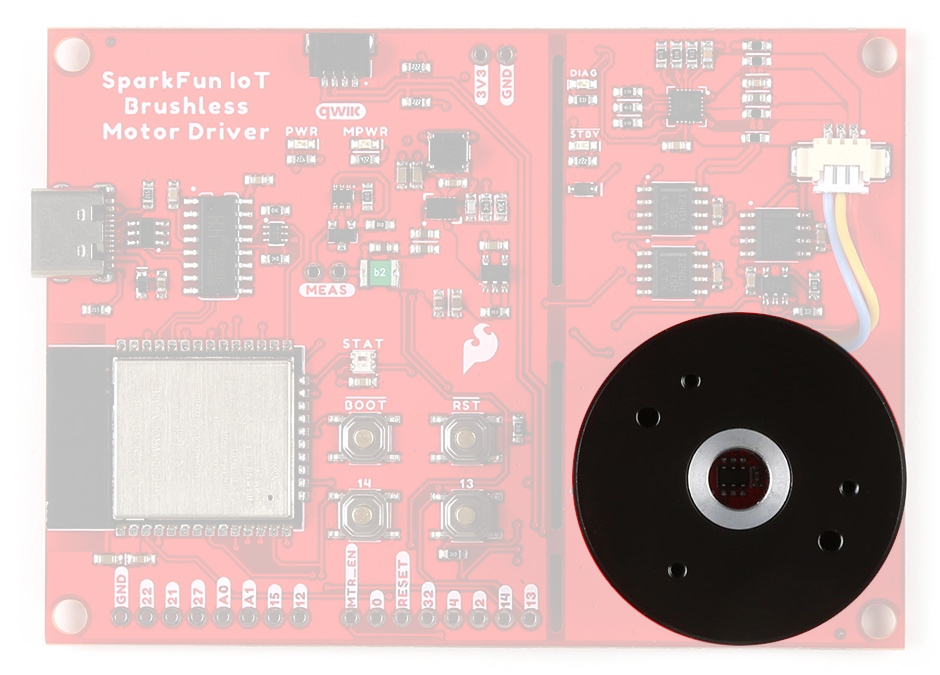 SparkFun IoT
Brushless
Motor Driver
qwiic
3V3
GND
DIAG
STBY
PWR
MPWR
b2
MEAS
STAT
BOOT
RST
14
13
GND
22
21
27
A0
A1
15
12
MTR_EN
0
RESET
32
4
2
14
13